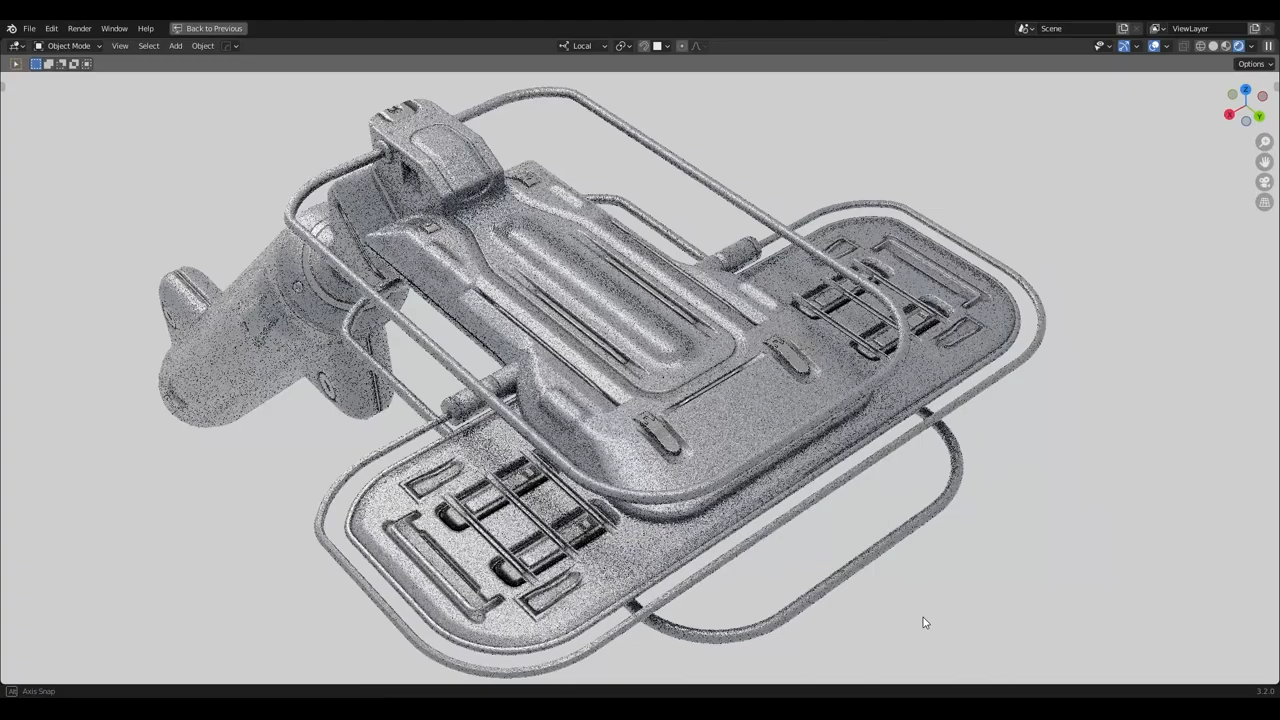 File Edit Render Window Help Back to Previous Scene ViewLayer
Object Mode View Select Add Object Local
Options
Z
X Y
Alt Axis Snap 3.2.0